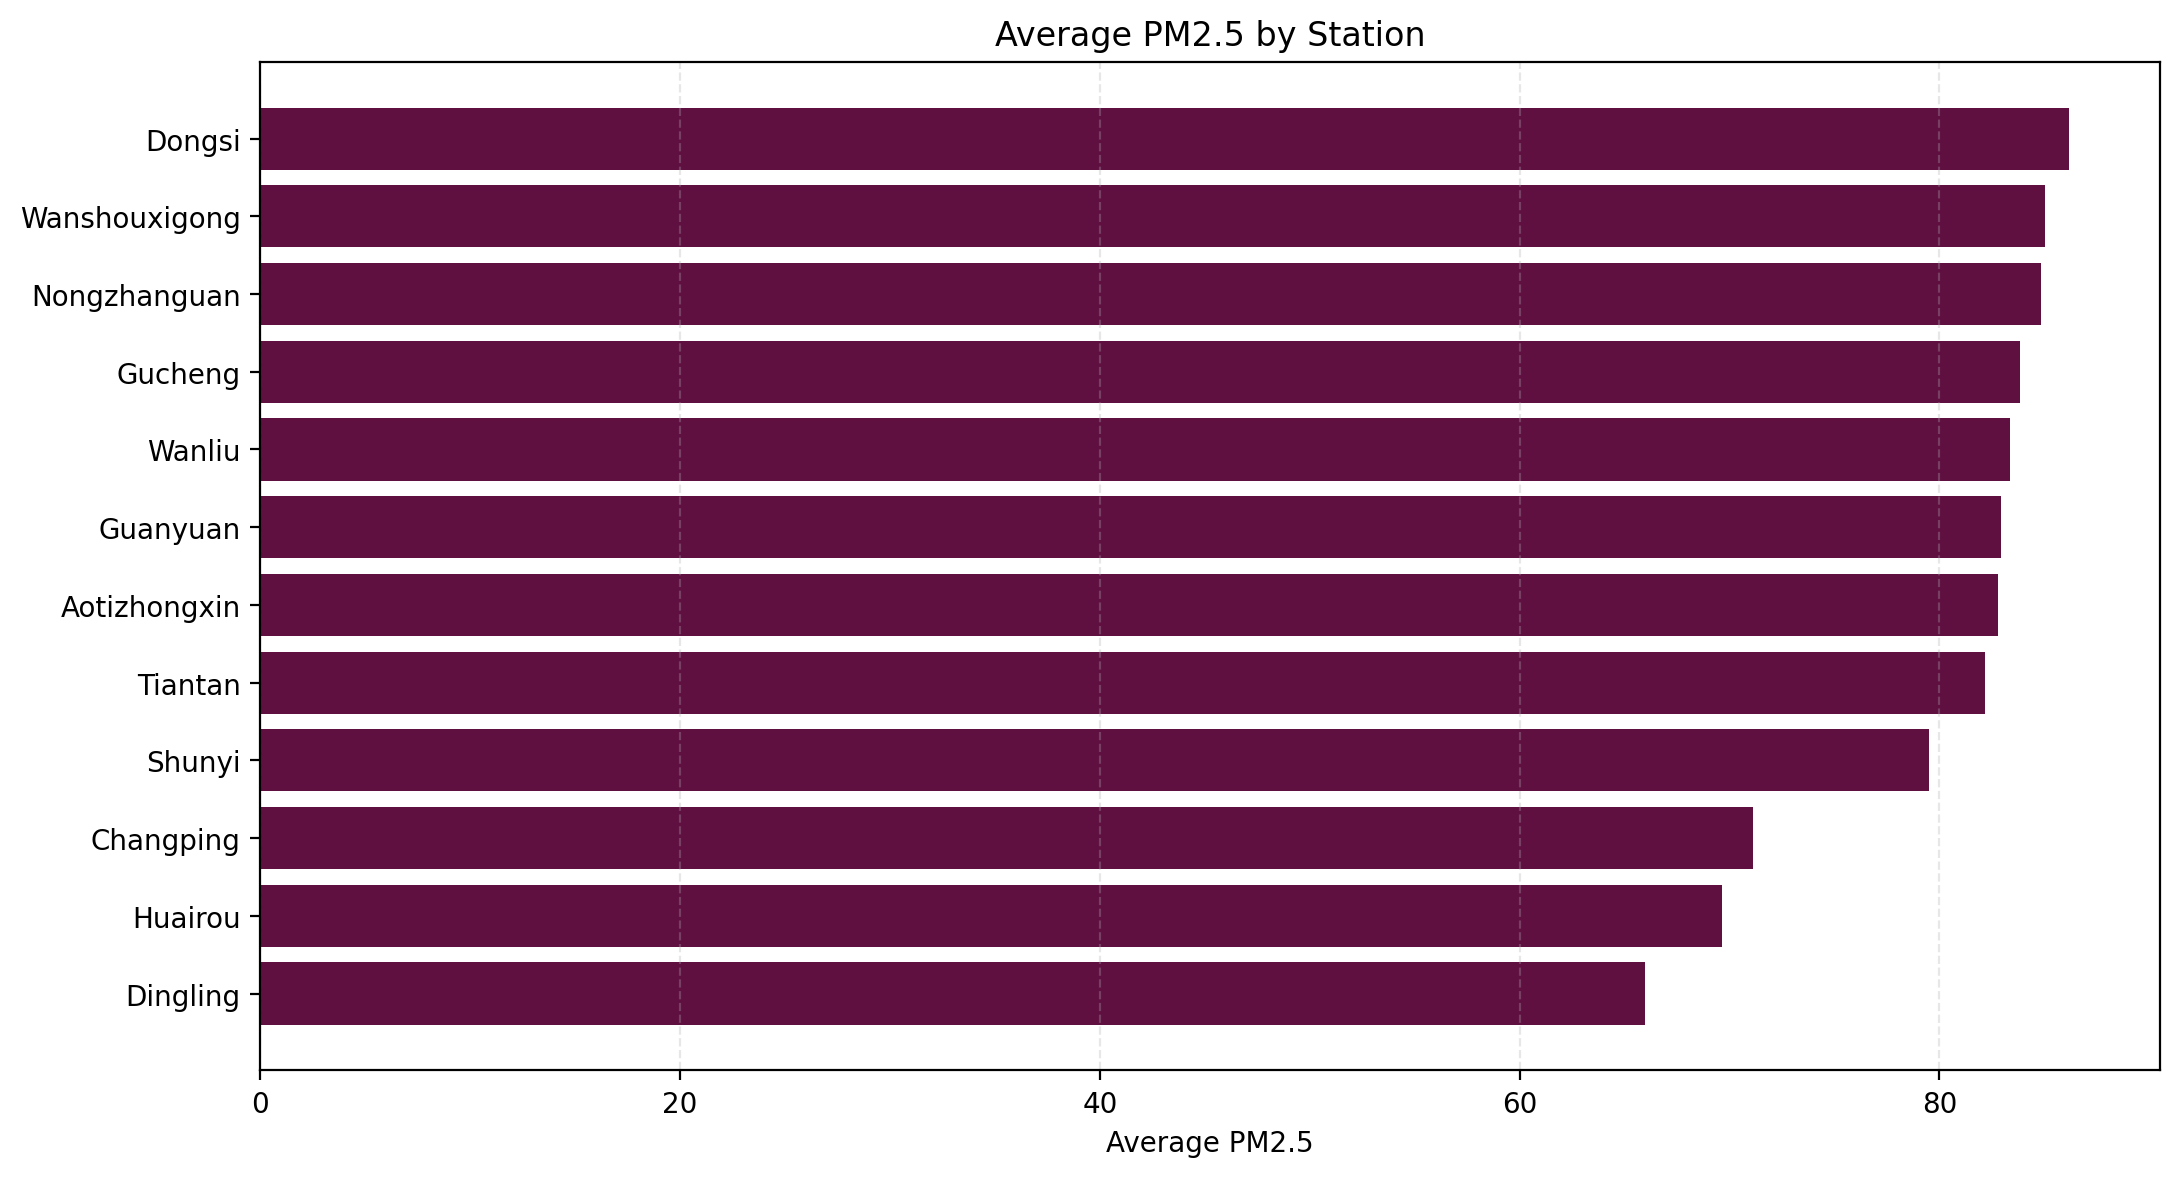 Average PM2.5 by Station
Dongsi
Wanshouxigong
Nongzhanguan
Gucheng
Wanliu
Guanyuan
Aotizhongxin
Tiantan
Shunyi
Changping
Huairou
Dingling
0 20 40 60 80
Average PM2.5